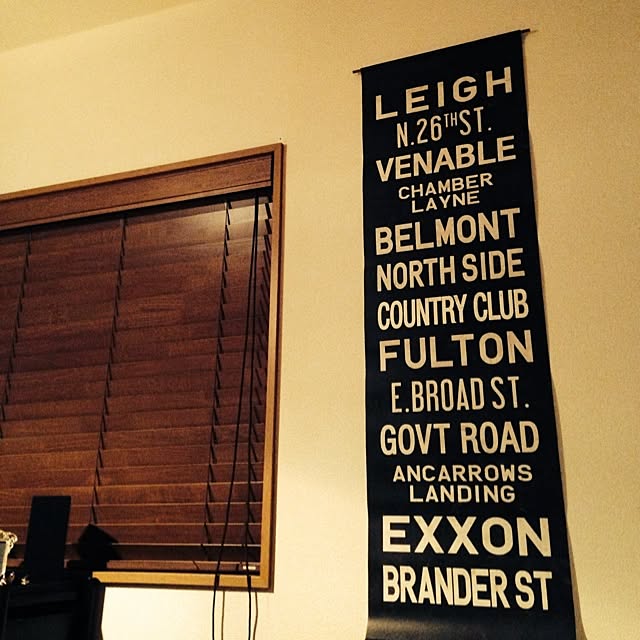 LEIGH
N.26TH ST.
VENABLE
CHAMBER
LAYNE
BELMONT
NORTH SIDE
COUNTRY CLUB
FULTON
E.BROAD ST.
GOVT ROAD
ANCARROWS
LANDING
EXXON
BRANDER ST